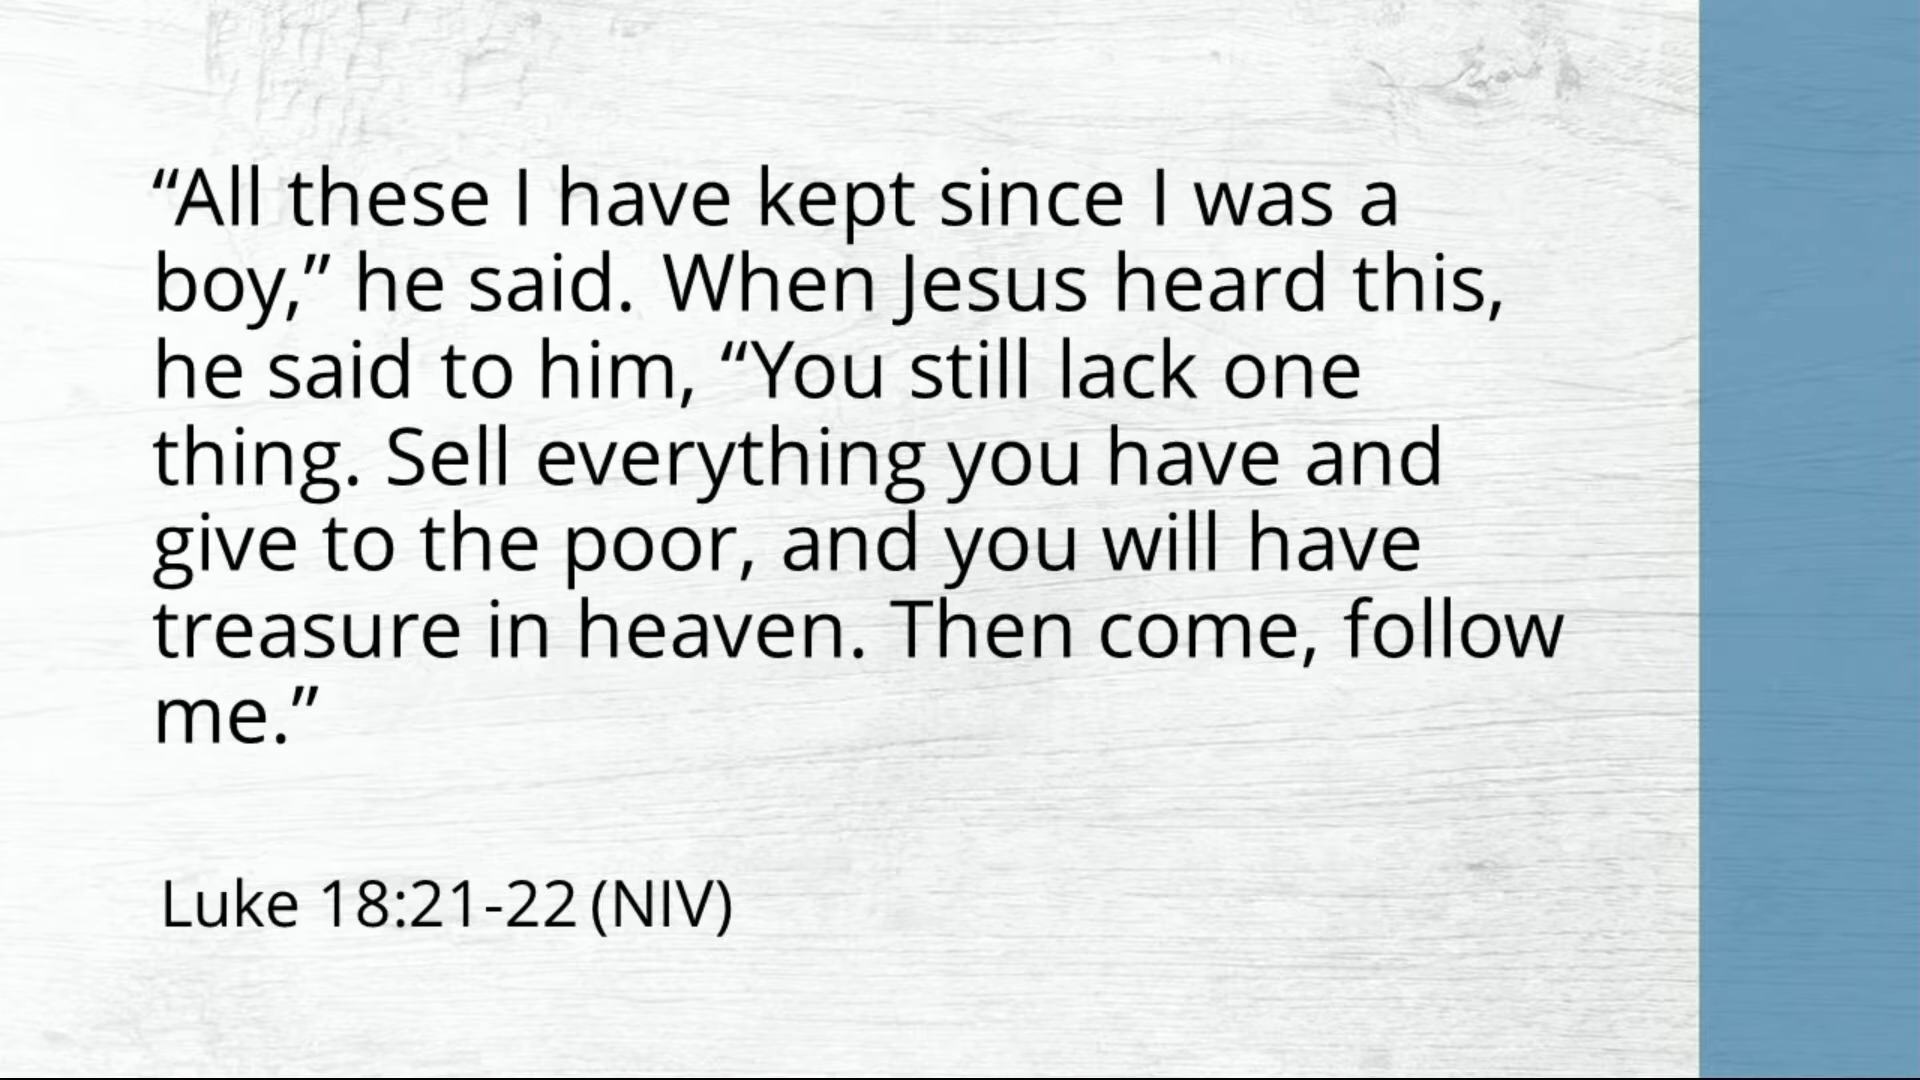 “All these I have kept since I was a
boy,” he said. When Jesus heard this,
he said to him, “You still lack one
thing. Sell everything you have and
give to the poor, and you will have
treasure in heaven. Then come, follow
me.”
Luke 18:21-22 (NIV)